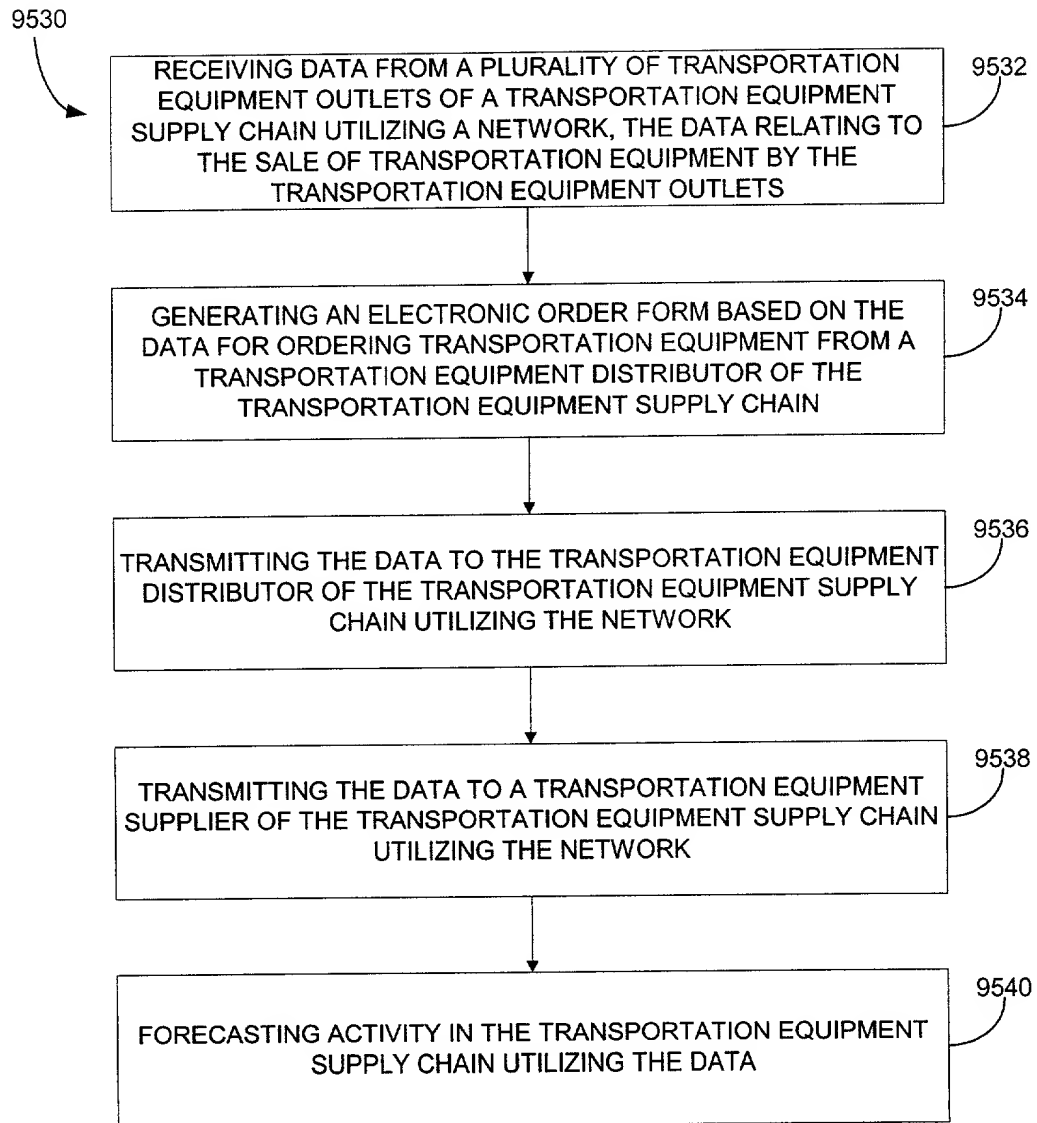 9530
RECEIVING DATA FROM A PLURALITY OF TRANSPORTATION
EQUIPMENT OUTLETS OF A TRANSPORTATION EQUIPMENT
SUPPLY CHAIN UTILIZING A NETWORK, THE DATA RELATING TO
THE SALE OF TRANSPORTATION EQUIPMENT BY THE
TRANSPORTATION EQUIPMENT OUTLETS
9532
GENERATING AN ELECTRONIC ORDER FORM BASED ON THE
DATA FOR ORDERING TRANSPORTATION EQUIPMENT FROM A
TRANSPORTATION EQUIPMENT DISTRIBUTOR OF THE
TRANSPORTATION EQUIPMENT SUPPLY CHAIN
9534
TRANSMITTING THE DATA TO THE TRANSPORTATION EQUIPMENT
DISTRIBUTOR OF THE TRANSPORTATION EQUIPMENT SUPPLY
CHAIN UTILIZING THE NETWORK
9536
TRANSMITTING THE DATA TO A TRANSPORTATION EQUIPMENT
SUPPLIER OF THE TRANSPORTATION EQUIPMENT SUPPLY CHAIN
UTILIZING THE NETWORK
9538
FORECASTING ACTIVITY IN THE TRANSPORTATION EQUIPMENT
SUPPLY CHAIN UTILIZING THE DATA
9540